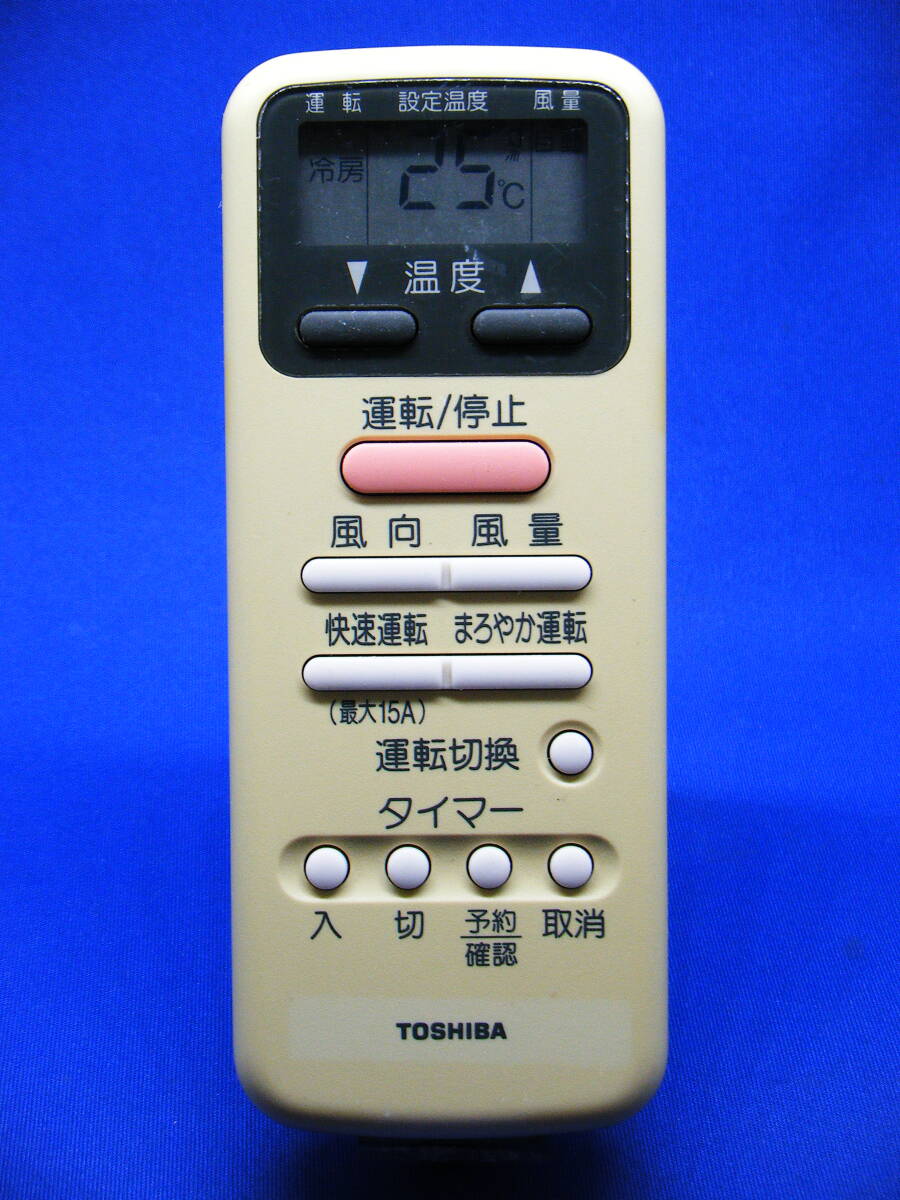 運転 設定温度 風量
冷房 25℃
▼ 温度 ▲
運転/停止
風向 風量
快速運転 まろやか運転
(最大15A)
運転切換
タイマー
入 切 予約 取消
確認
TOSHIBA